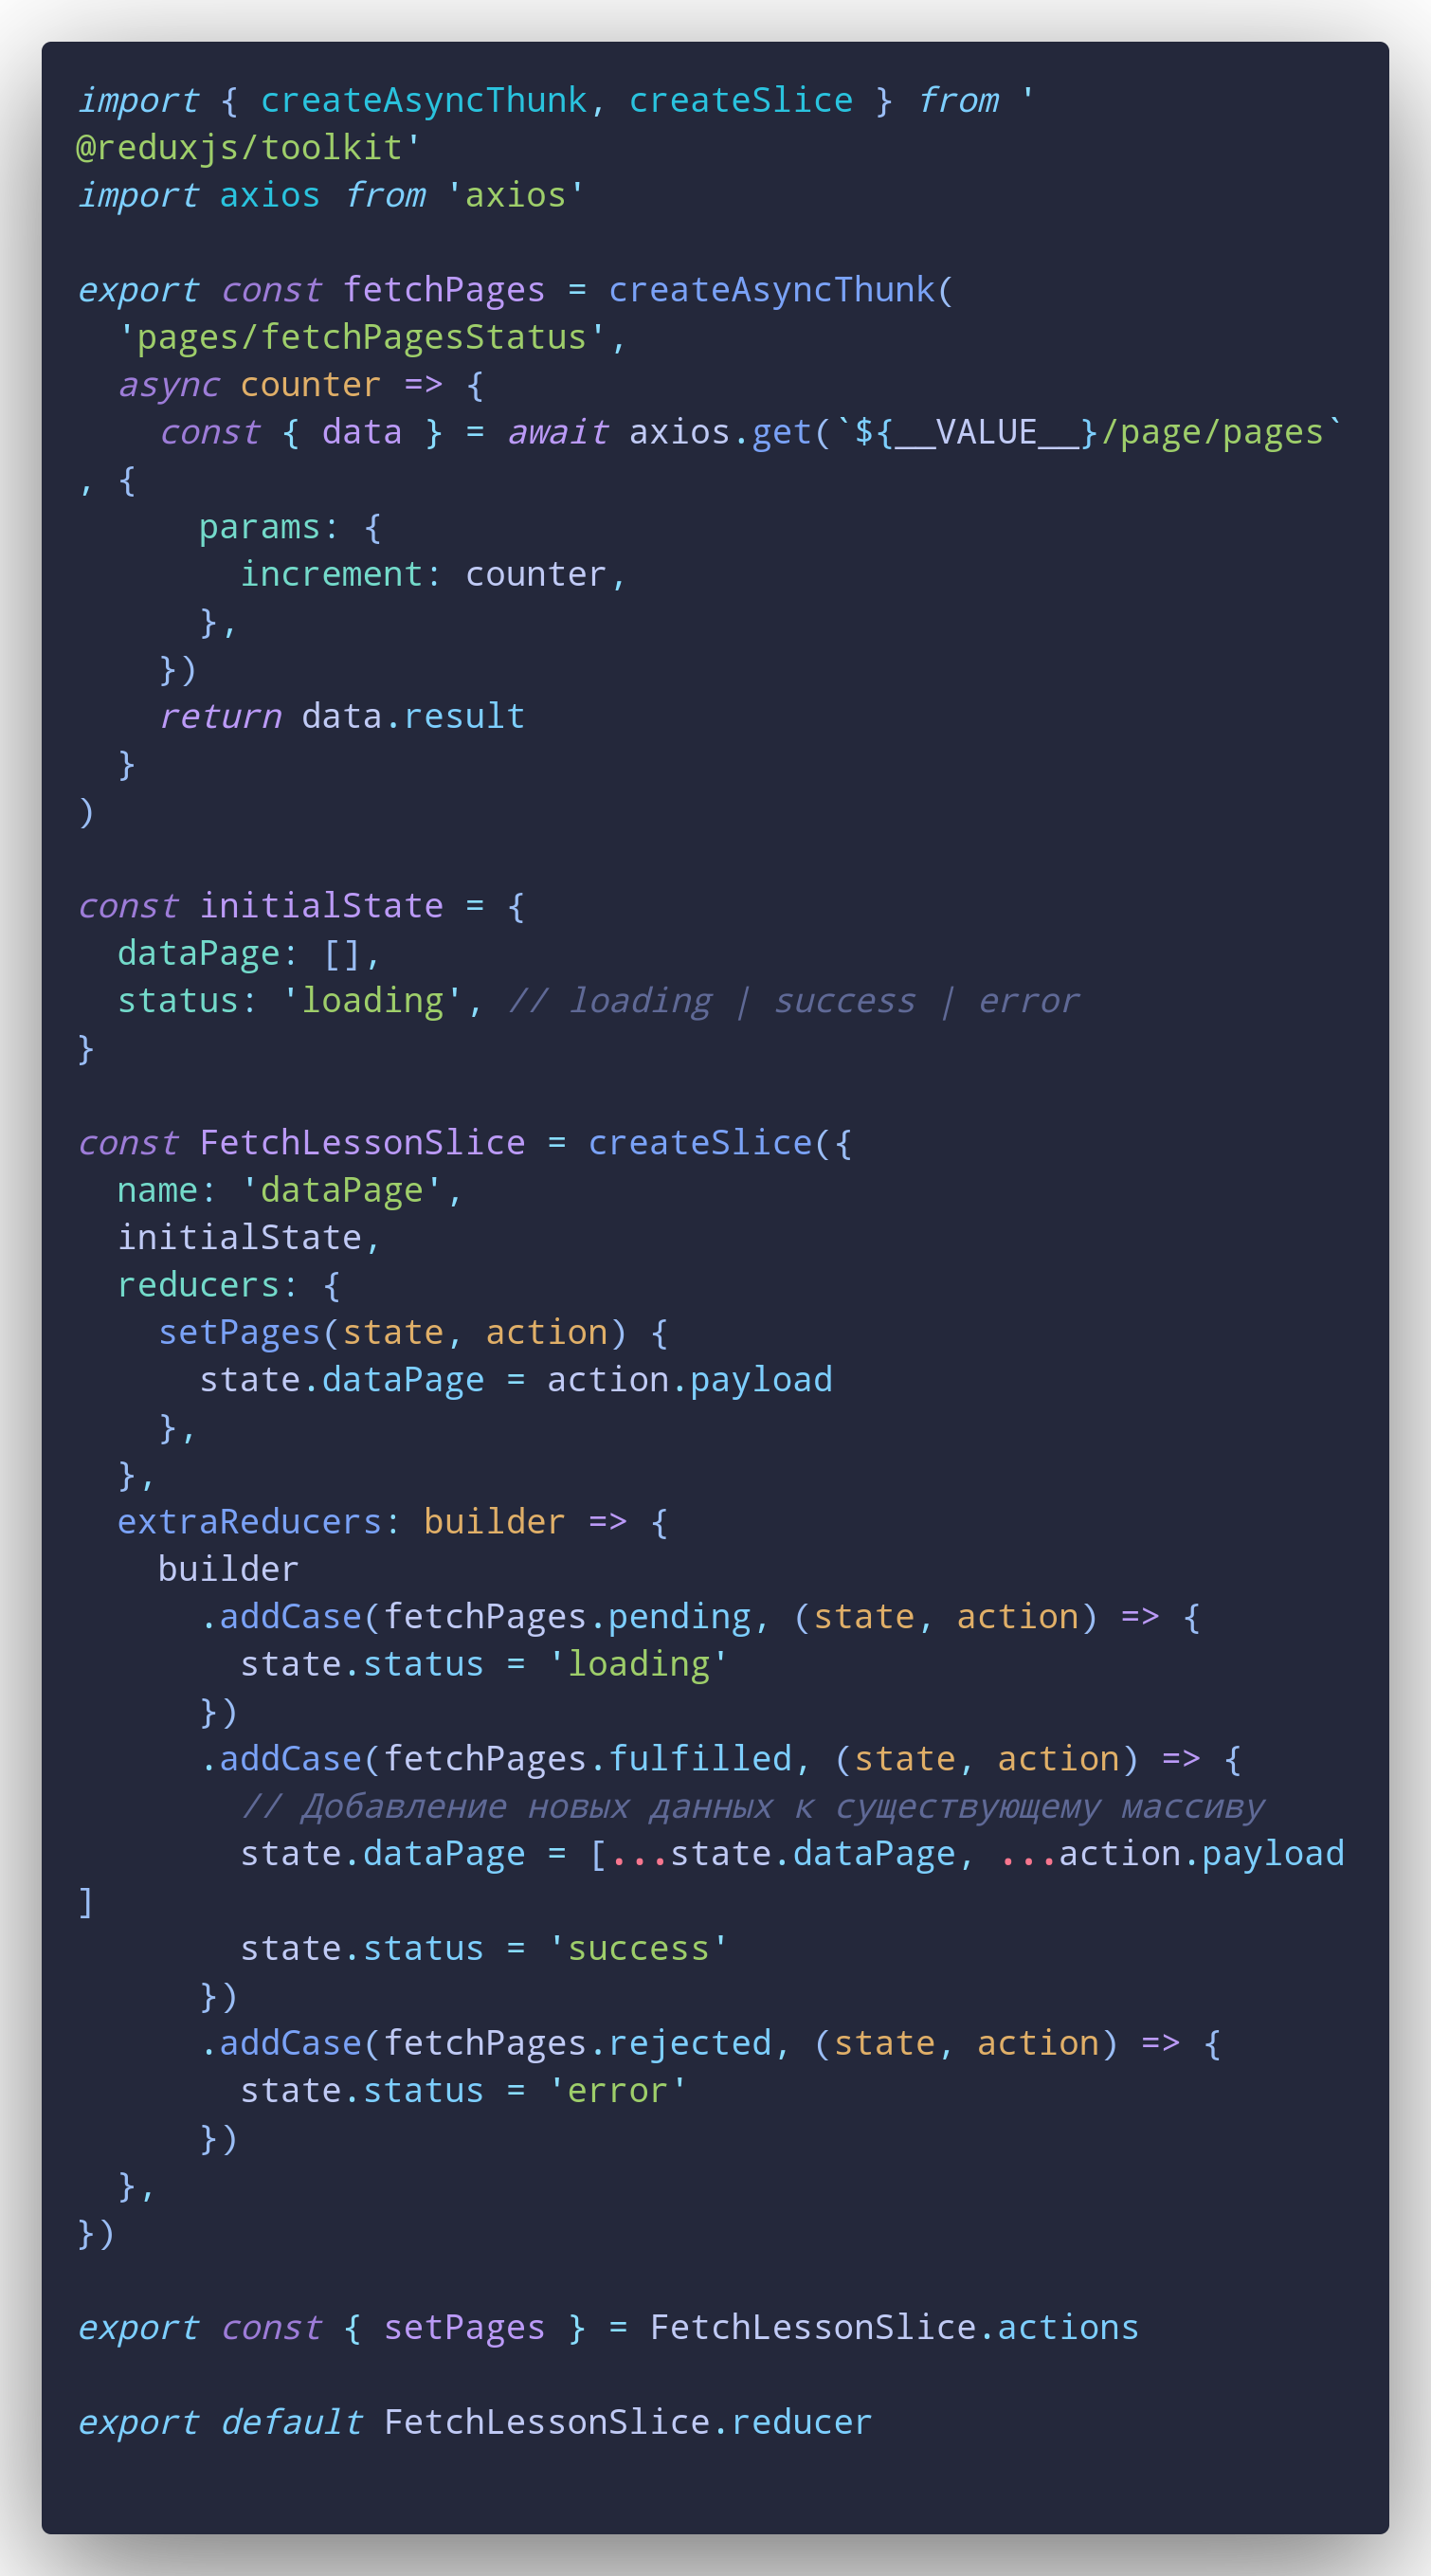 import { createAsyncThunk, createSlice } from '
@reduxjs/toolkit'
import axios from 'axios'

export const fetchPages = createAsyncThunk(
  'pages/fetchPagesStatus',
  async counter => {
    const { data } = await axios.get(`${__VALUE__}/page/pages`
, {
      params: {
        increment: counter,
      },
    })
    return data.result
  }
)

const initialState = {
  dataPage: [],
  status: 'loading', // loading | success | error
}

const FetchLessonSlice = createSlice({
  name: 'dataPage',
  initialState,
  reducers: {
    setPages(state, action) {
      state.dataPage = action.payload
    },
  },
  extraReducers: builder => {
    builder
      .addCase(fetchPages.pending, (state, action) => {
        state.status = 'loading'
      })
      .addCase(fetchPages.fulfilled, (state, action) => {
        // Добавление новых данных к существующему массиву
        state.dataPage = [...state.dataPage, ...action.payload
]
        state.status = 'success'
      })
      .addCase(fetchPages.rejected, (state, action) => {
        state.status = 'error'
      })
  },
})

export const { setPages } = FetchLessonSlice.actions

export default FetchLessonSlice.reducer